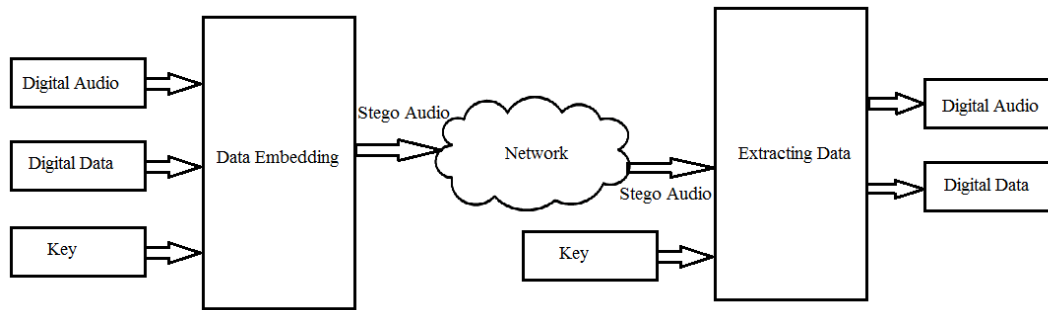 Digital Audio
Digital Data
Key
Data Embedding
Stego Audio
Network
Stego Audio
Key
Extracting Data
Digital Audio
Digital Data